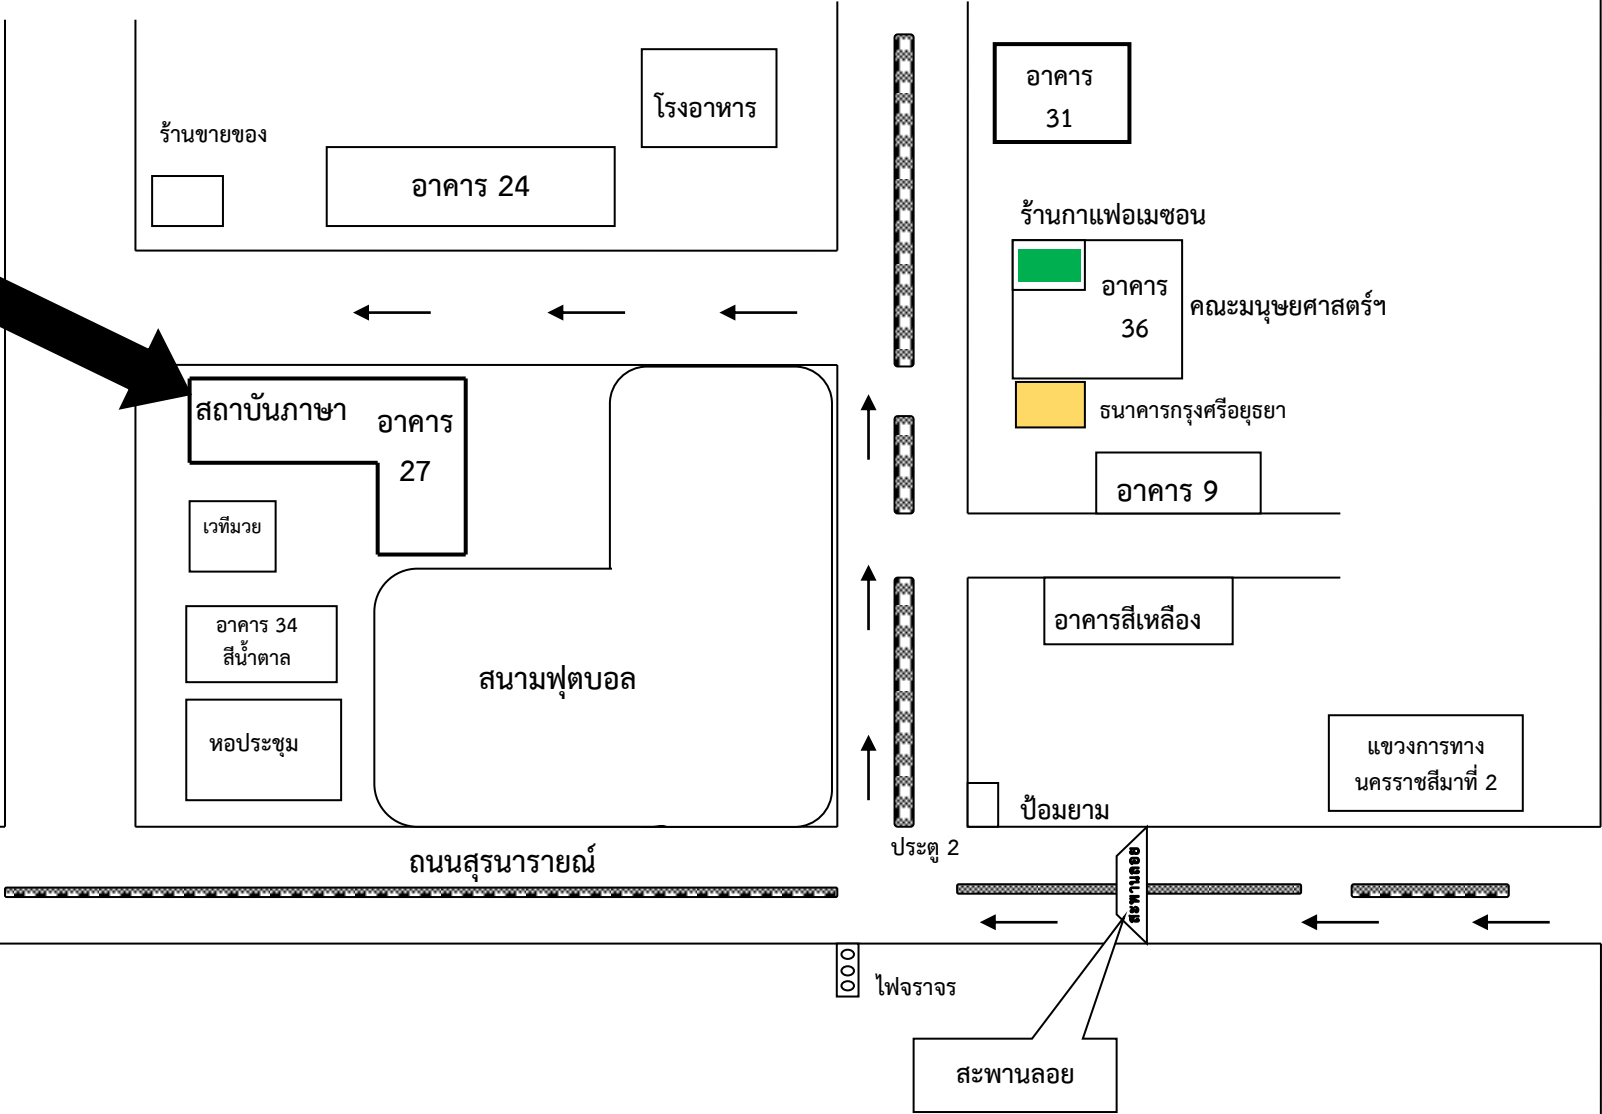 อาคาร
31
โรงอาหาร
ร้านขายของ
อาคาร 24
ร้านกาแฟอเมซอน
อาคาร
36
คณะมนุษยศาสตร์ฯ
สถาบันภาษา
อาคาร
27
ธนาคารกรุงศรีอยุธยา
อาคาร 9
เวทีมวย
อาคาร 34
สีน้ำตาล
อาคารสีเหลือง
สนามฟุตบอล
หอประชุม
แขวงการทาง
นครราชสีมาที่ 2
ป้อมยาม
ประตู 2
ถนนสุรนารายณ์
สะพานลอย
ไฟจราจร
สะพานลอย